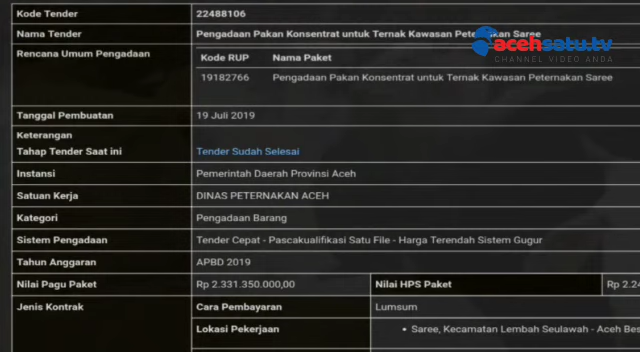 Kode Tender 22488106
Nama Tender Pengadaan Pakan Konsentrat untuk Ternak Kawasan Peternakan Saree
acehsatu.tv
CHANNEL VIDEO ANDA
Rencana Umum Pengadaan Kode RUP Nama Paket
19182766 Pengadaan Pakan Konsentrat untuk Ternak Kawasan Peternakan Saree
Tanggal Pembuatan 19 Juli 2019
Keterangan
Tahap Tender Saat ini Tender Sudah Selesai
Instansi Pemerintah Daerah Provinsi Aceh
Satuan Kerja DINAS PETERNAKAN ACEH
Kategori Pengadaan Barang
Sistem Pengadaan Tender Cepat - Pascakualifikasi Satu File - Harga Terendah Sistem Gugur
Tahun Anggaran APBD 2019
Nilai Pagu Paket Rp 2.331.350.000,00 Nilai HPS Paket Rp 2.24
Jenis Kontrak Cara Pembayaran Lumsum
Lokasi Pekerjaan • Saree, Kecamatan Lembah Seulawah - Aceh Bes